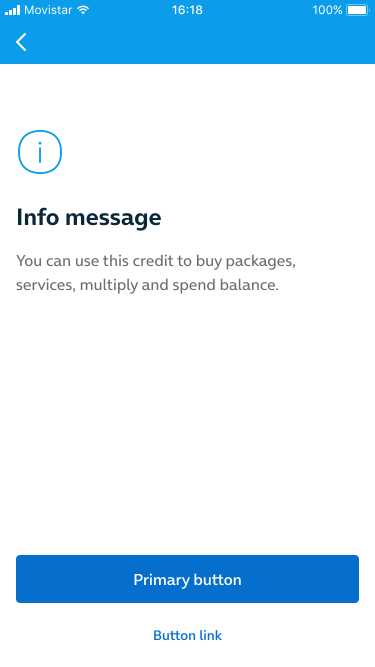 Movistar 16:18 100%
i
Info message
You can use this credit to buy packages,
services, multiply and spend balance.
Primary button
Button link